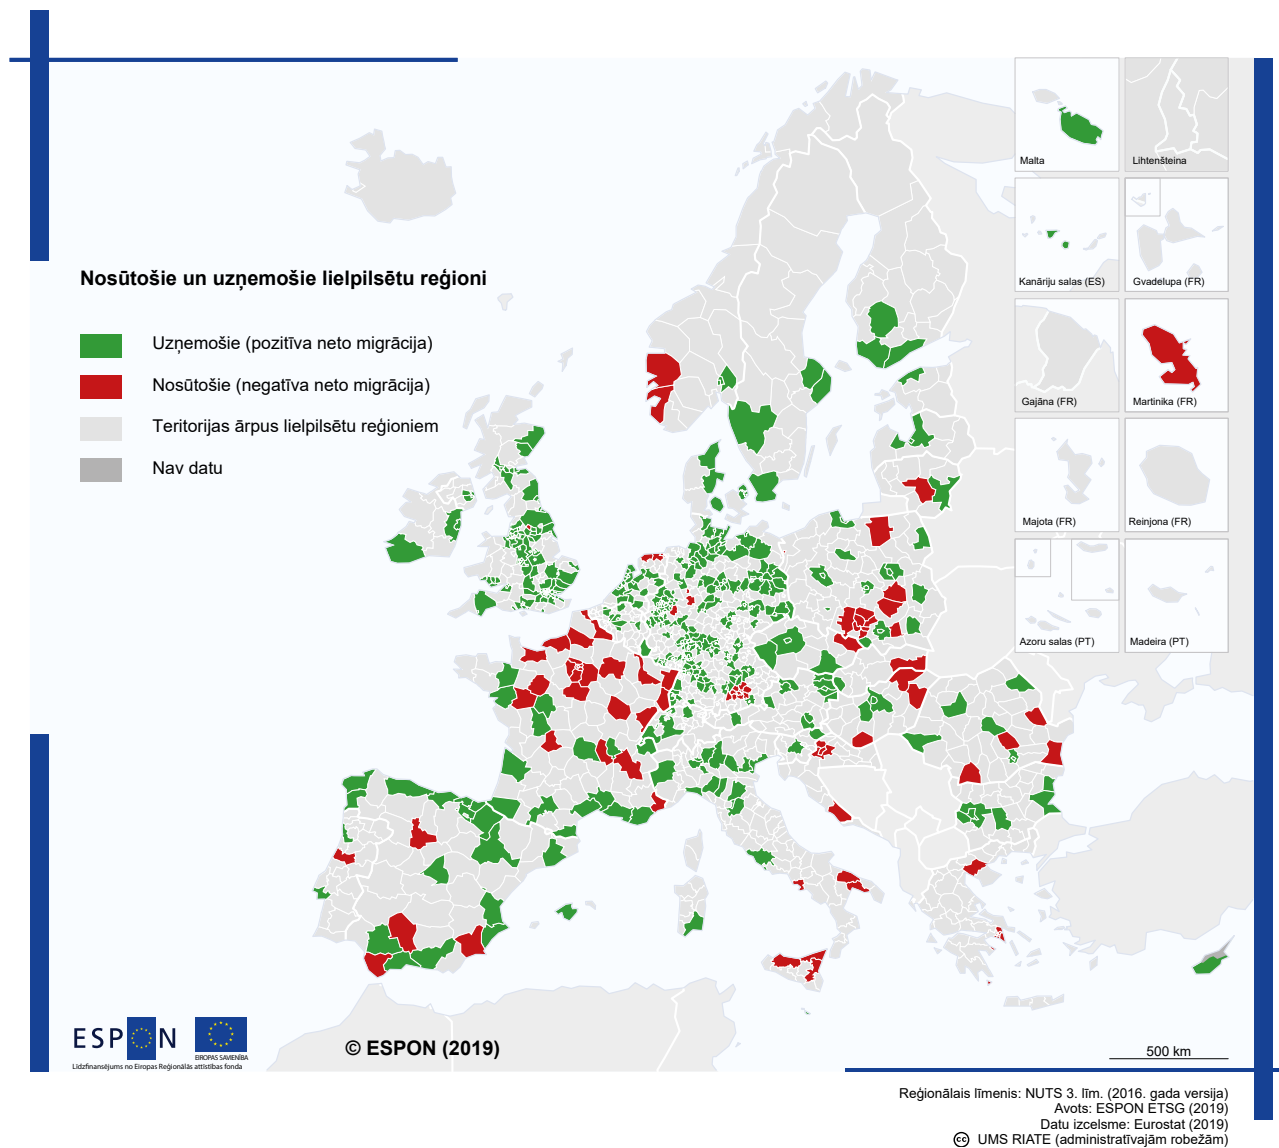 Nosūtošie un uzņemošie lielpilsētu reģioni
Uzņemošie (pozitīva neto migrācija)
Nosūtošie (negatīva neto migrācija)
Teritorijas ārpus lielpilsētu reģioniem
Nav datu
Malta
Lihtenšteina
Kanāriju salas (ES)
Gvadelupa (FR)
Gajāna (FR)
Martinika (FR)
Majota (FR)
Reinjona (FR)
Azoru salas (PT)
Madeira (PT)
ESPON
EIROPAS SAVIENĪBA
Līdzfinansējums no Eiropas Reģionālās attīstības fonda
© ESPON (2019)
500 km
Reģionālais līmenis: NUTS 3. līm. (2016. gada versija)
Avots: ESPON ETSG (2019)
Datu izcelsme: Eurostat (2019)
cc UMS RIATE (administratīvajām robežām)